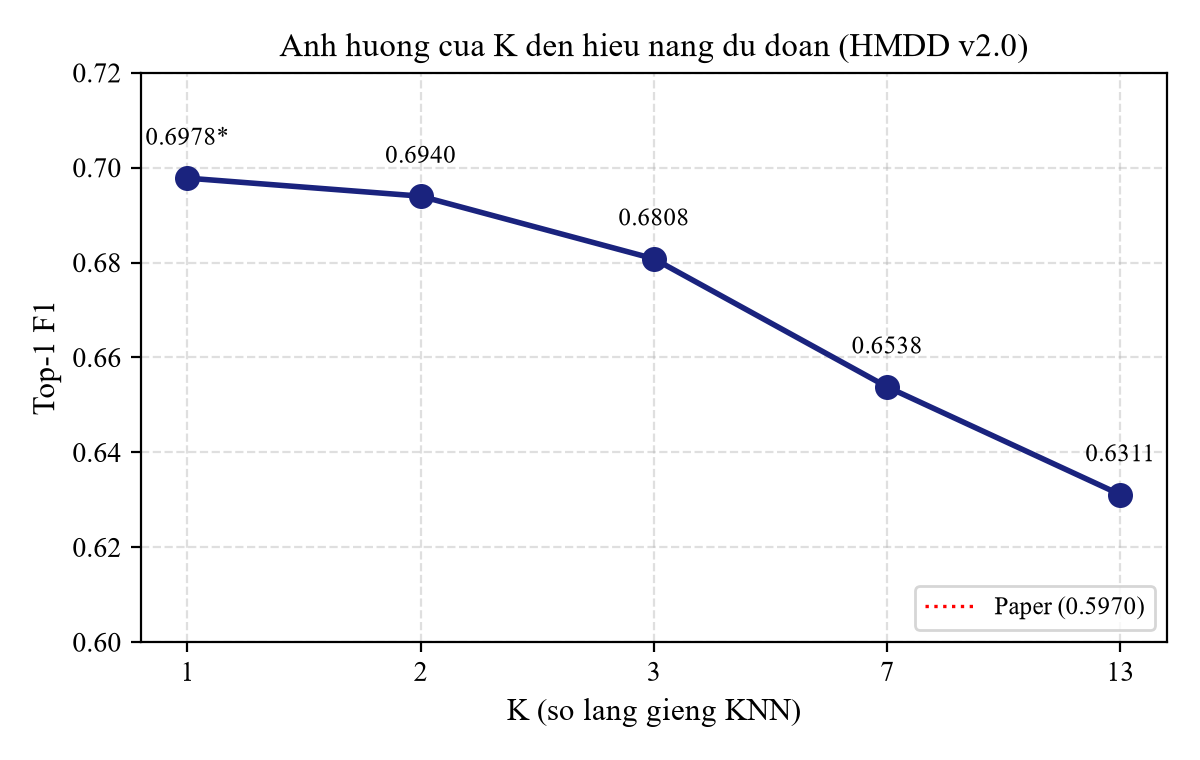 Anh huong cua K den hieu nang du doan (HMDD v2.0)
0.72
0.70
0.68
0.66
0.64
0.62
0.60
Top-1 F1
0.6978*
0.6940
0.6808
0.6538
0.6311
Paper (0.5970)
1 2 3 7 13
K (so lang gieng KNN)